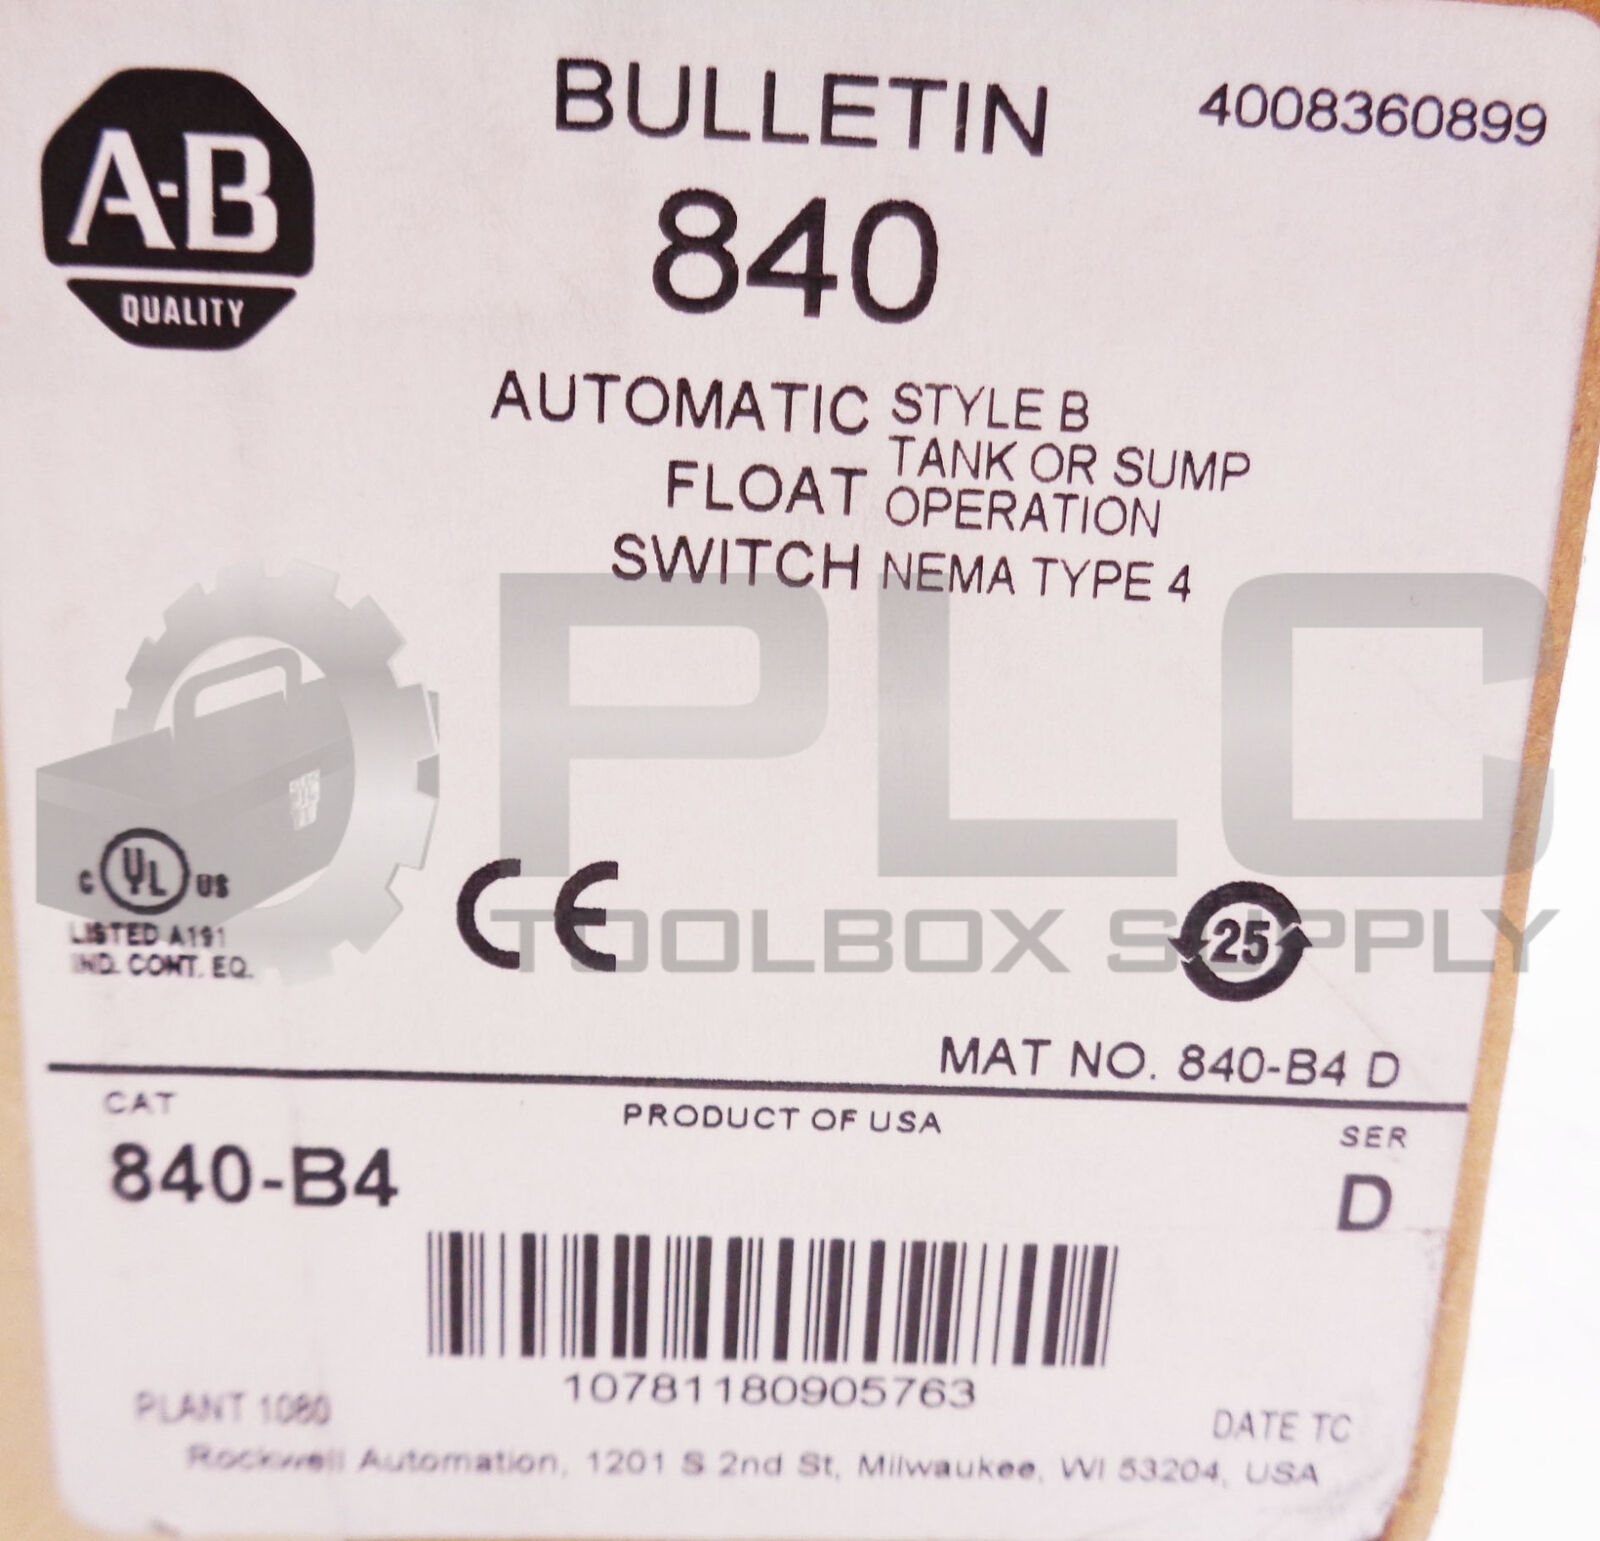 BULLETIN
4008360899
A-B
QUALITY
840
AUTOMATIC STYLE B
TANK OR SUMP
FLOAT OPERATION
SWITCH NEMA TYPE 4
PLC
TOOLBOX SUPPLY
C UL US
LISTED A191
IND. CONT. EQ.
CE
25
MAT NO. 840-B4 D
CAT
PRODUCT OF USA
SER
840-B4
D
10781180905763
PLANT 1080
DATE TC
Rockwell Automation, 1201 S 2nd St, Milwaukee, WI 53204, USA